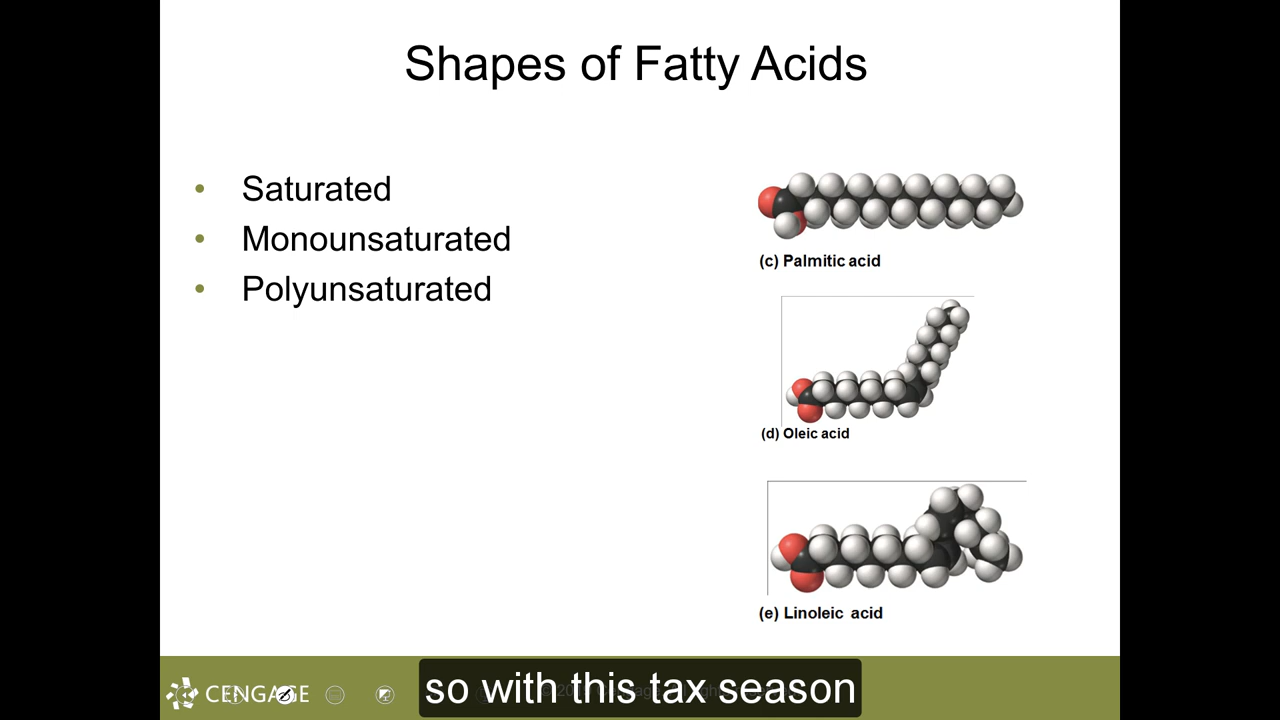 Shapes of Fatty Acids
• Saturated
• Monounsaturated
• Polyunsaturated
(c) Palmitic acid
(d) Oleic acid
(e) Linoleic acid
CENGAGE
so with this tax season